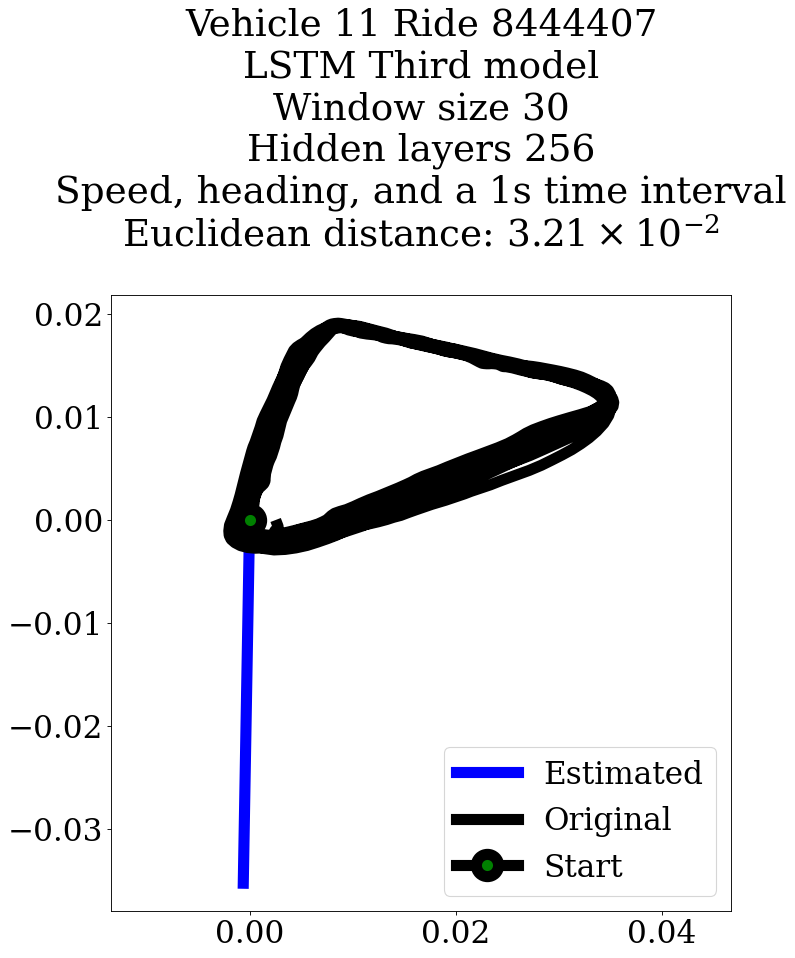 Vehicle 11 Ride 8444407
LSTM Third model
Window size 30
Hidden layers 256
Speed, heading, and a 1s time interval
Euclidean distance: 3.21 × 10⁻²
0.02
0.01
0.00
−0.01
−0.02
−0.03
Estimated
Original
Start
0.00 0.02 0.04